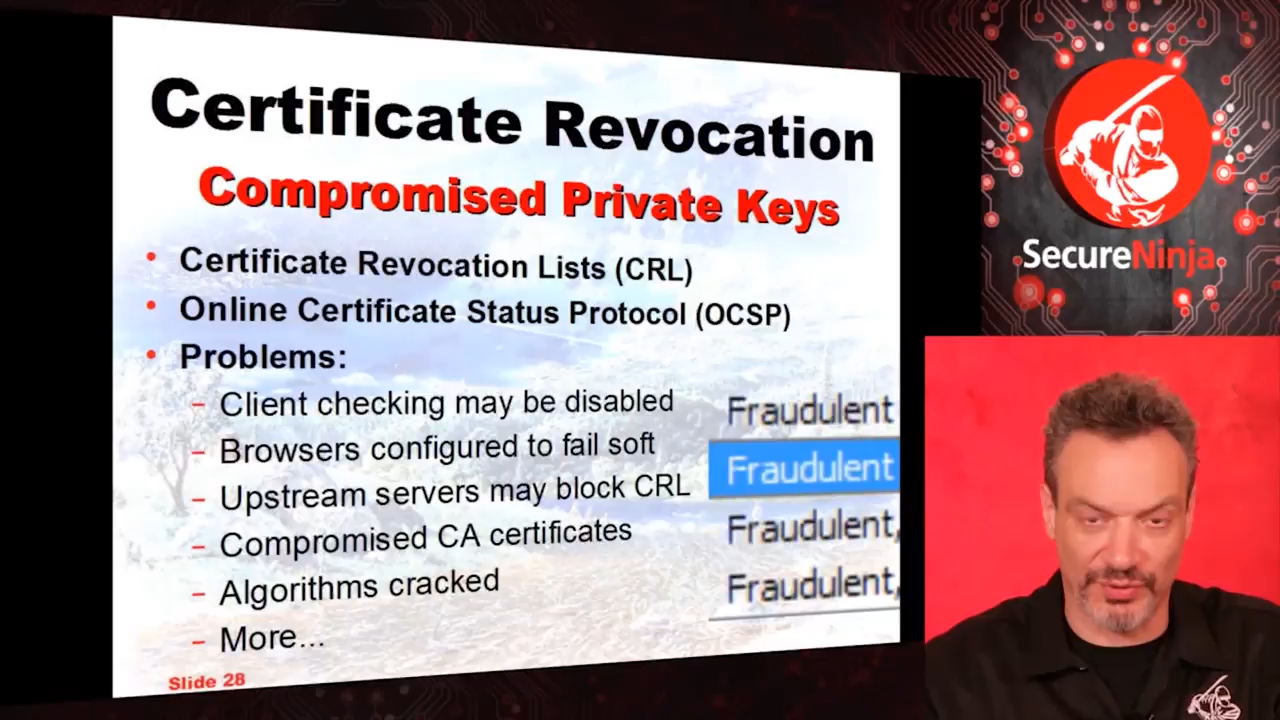 Certificate Revocation
Compromised Private Keys
• Certificate Revocation Lists (CRL)
• Online Certificate Status Protocol (OCSP)
• Problems:
– Client checking may be disabled
– Browsers configured to fail soft
– Upstream servers may block CRL
– Compromised CA certificates
– Algorithms cracked
– More...
Fraudulent
Fraudulent
Fraudulent,
Fraudulent,
Slide 28
SecureNinja